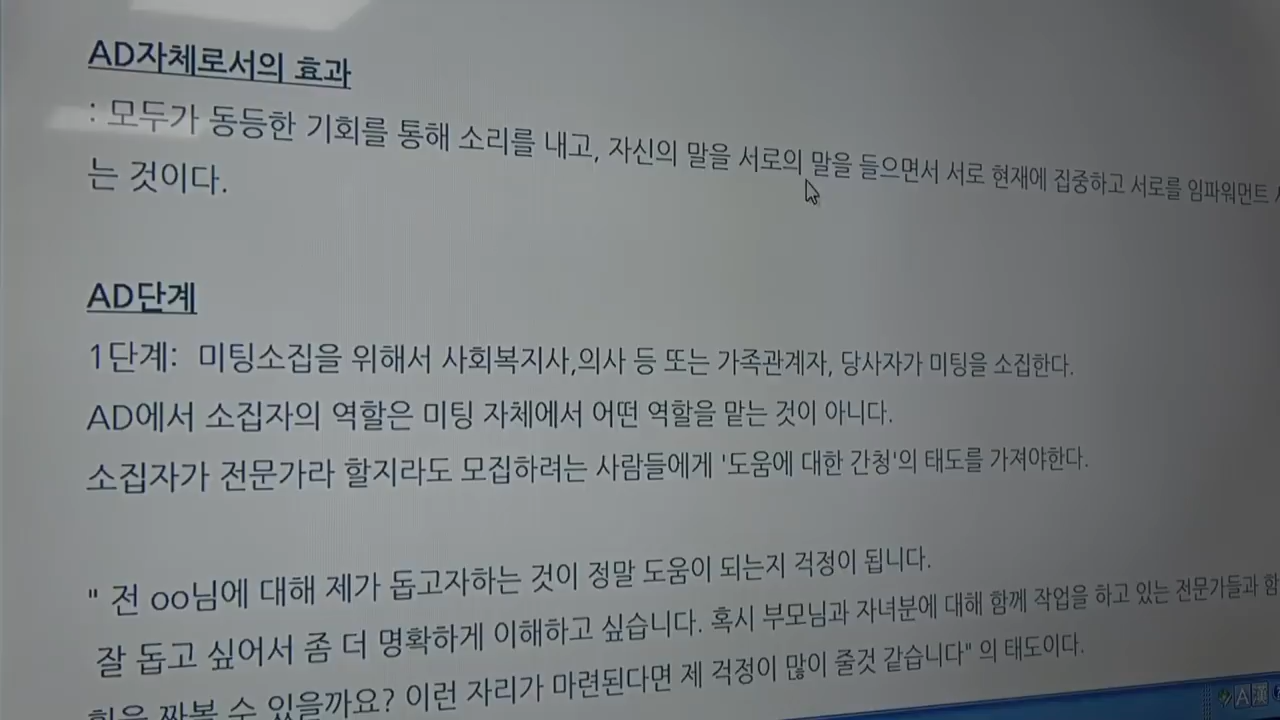 AD자체로서의 효과
: 모두가 동등한 기회를 통해 소리를 내고, 자신의 말을 서로의 말을 들으면서 서로 현재에 집중하고 서로를 임파워먼트
는 것이다.
AD단계
1단계: 미팅소집을 위해서 사회복지사,의사 등 또는 가족관계자, 당사자가 미팅을 소집한다.
AD에서 소집자의 역할은 미팅 자체에서 어떤 역할을 맡는 것이 아니다.
소집자가 전문가라 할지라도 모집하려는 사람들에게 '도움에 대한 간청'의 태도를 가져야한다.
" 전 oo님에 대해 제가 돕고자하는 것이 정말 도움이 되는지 걱정이 됩니다.
잘 돕고 싶어서 좀 더 명확하게 이해하고 싶습니다. 혹시 부모님과 자녀분에 대해 함께 작업을 하고 있는 전문가들과 함
짜볼 수 있을까요? 이런 자리가 마련된다면 제 걱정이 많이 줄것 같습니다" 의 태도이다.